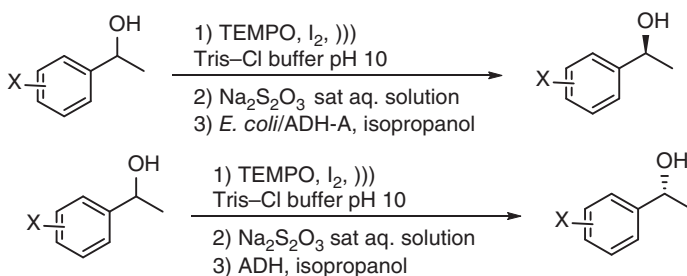 OH
X
1) TEMPO, I2, )))
Tris–Cl buffer pH 10
2) Na2S2O3 sat aq. solution
3) E. coli/ADH-A, isopropanol
OH
X
OH
X
1) TEMPO, I2, )))
Tris–Cl buffer pH 10
2) Na2S2O3 sat aq. solution
3) ADH, isopropanol
OH
X